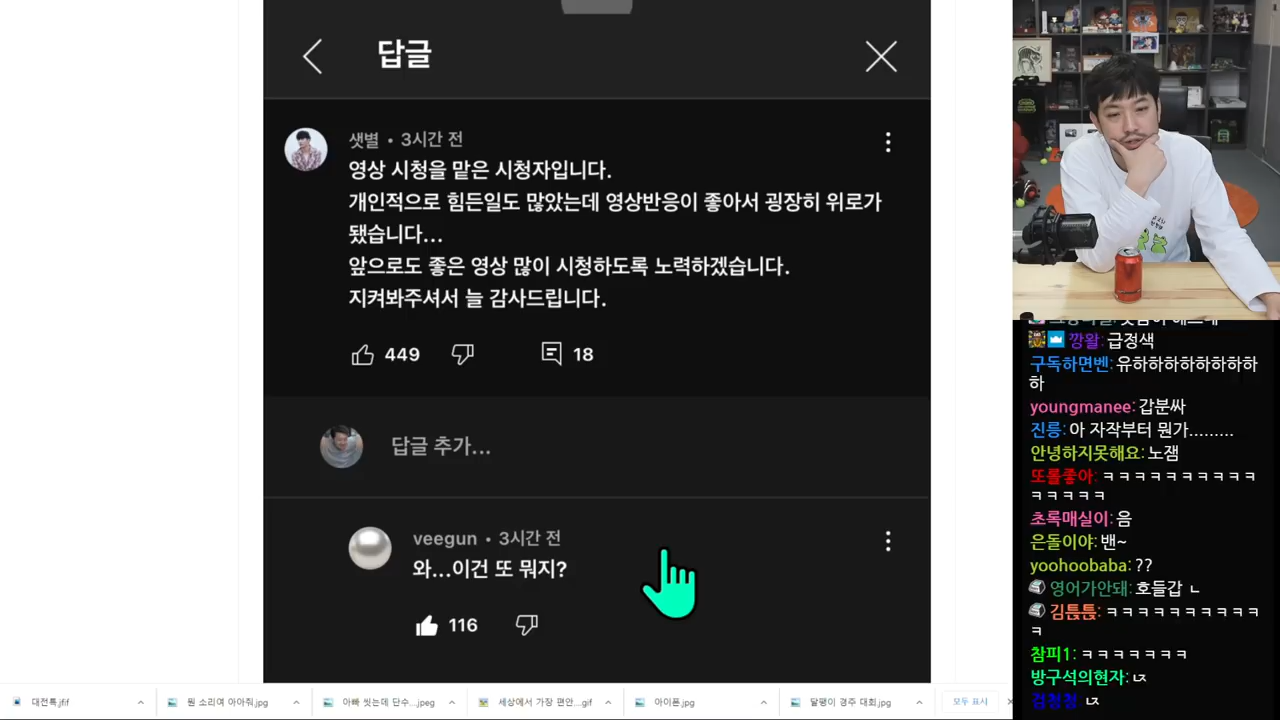 답글
샛별 • 3시간 전
영상 시청을 맡은 시청자입니다.
개인적으로 힘든일도 많았는데 영상반응이 좋아서 굉장히 위로가
됐습니다...
앞으로도 좋은 영상 많이 시청하도록 노력하겠습니다.
지켜봐주셔서 늘 감사드립니다.
449
18
답글 추가...
veegun • 3시간 전
와...이건 또 뭐지?
116
깡왈: 급정색
구독하면벤: 유하하하하하하하하하
하
youngmanee: 갑분싸
진릉: 아 자작부터 뭔가.........
안녕하지못해요: 노잼
또롤좋아: ㅋㅋㅋㅋㅋㅋㅋㅋㅋㅋ
ㅋㅋㅋㅋㅋ
초록매실이: 음
은돌이야: 밴~
yoohoobaba: ??
영어가안돼: 호들갑 ㄴ
김튽튽: ㅋㅋㅋㅋㅋㅋㅋㅋㅋㅋ
ㅋ
참피1: ㅋㅋㅋㅋㅋㅋㅋ
방구석의현자: ㄵ
ㄵ
대전특.jfif
뭔 소리여 아아줘.jpg
아빠 씻는데 단수...jpeg
세상에서 가장 편안...gif
아이폰.jpg
달팽이 경주 대회.jpg
모두 표시